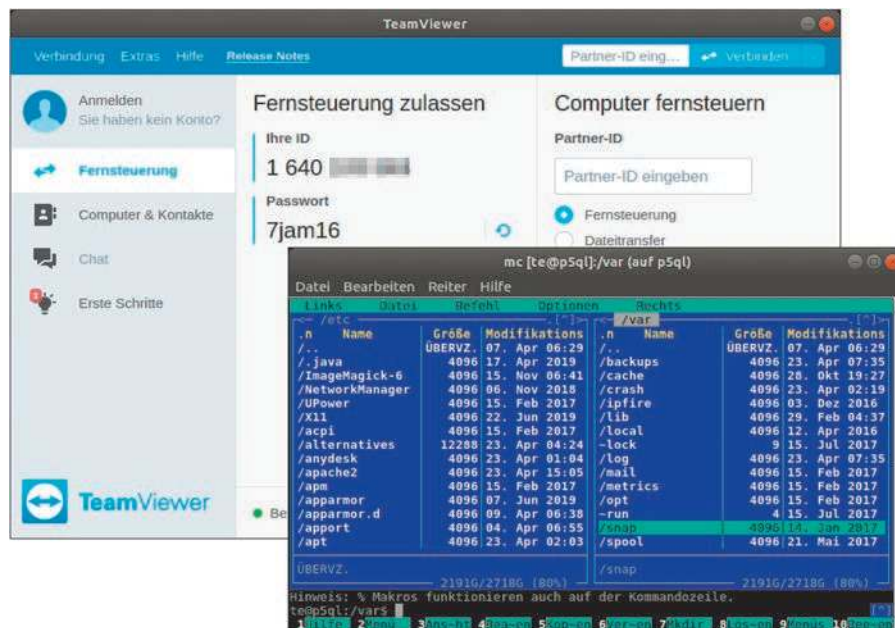 TeamViewer
Verbindung Extras Hilfe Release Notes Partner-ID eing... Verbinden
Anmelden
Sie haben kein Konto?
Fernsteuerung
Computer & Kontakte
Chat
Erste Schritte
TeamViewer
Fernsteuerung zulassen
Ihre ID
1 640
Passwort
7jam16
Be
Computer fernsteuern
Partner-ID
Partner-ID eingeben
Fernsteuerung
Dateitransfer
mc [te@p5ql]:/var (auf p5ql)
Datei Bearbeiten Reiter Hilfe
Links Datei Befehl Optionen Rechts
<— /etc .[^]> <— /var .[^]>
.n Name Größe Modifikations .n Name Größe Modifikations
/.. ÜBERVZ. 07. Apr 06:29 /.. ÜBERVZ. 07. Apr 06:29
/.java 4096 17. Apr 2019 /backups 4096 23. Apr 07:35
/ImageMagick-6 4096 15. Nov 06:41 /cache 4096 28. Okt 19:27
/NetworkManager 4096 06. Nov 2018 /crash 4096 23. Apr 02:19
/UPower 4096 15. Feb 2017 /ipfire 4096 03. Dez 2016
/X11 4096 22. Jun 2019 /lib 4096 29. Feb 04:37
/acpi 4096 15. Feb 2017 /local 4096 12. Apr 2016
/alternatives 12288 23. Apr 04:24 ~lock 9 15. Jul 2017
/anydesk 4096 23. Apr 01:04 /log 4096 23. Apr 07:35
/apache2 4096 23. Apr 15:05 /mail 4096 15. Feb 2017
/apm 4096 15. Feb 2017 /metrics 4096 15. Feb 2017
/apparmor 4096 07. Jun 2019 /opt 4096 15. Feb 2017
/apparmor.d 4096 09. Apr 06:38 ~run 4 15. Jul 2017
/apport 4096 04. Apr 06:55 /snap 4096 14. Jan 2017
/apt 4096 23. Apr 02:03 /spool 4096 21. Mai 2017
ÜBERVZ. /snap
2191G/2718G (80%) 2191G/2718G (80%)
Hinweis: % Makros funktionieren auch auf der Kommandozeile.
te@p5ql:/var$ [^]
1Hilfe 2Menü 3Ans~ht 4Bea~en 5Kop~en 6Ver~en 7Mkdir 8Lös~en 9Menüs 10Bee~en